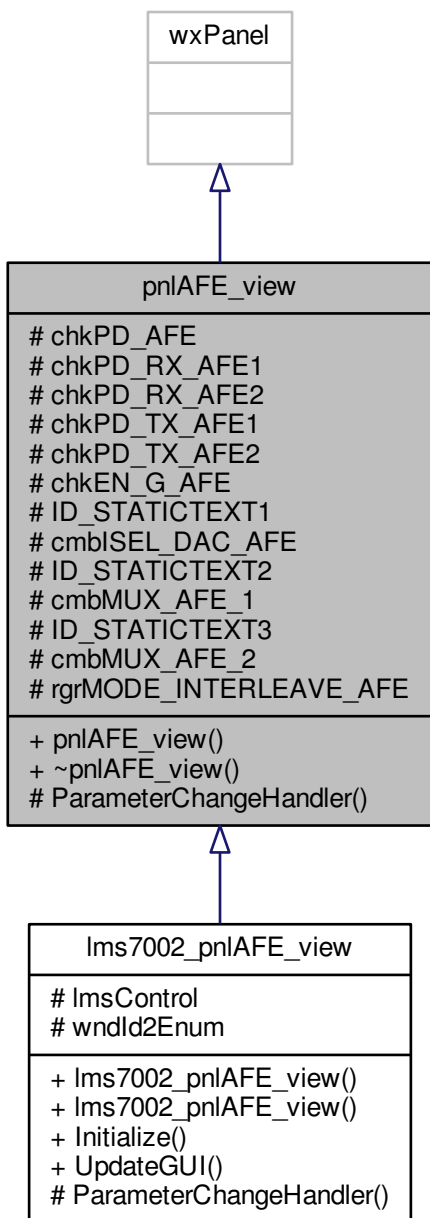 wxPanel
pnlAFE_view
# chkPD_AFE
# chkPD_RX_AFE1
# chkPD_RX_AFE2
# chkPD_TX_AFE1
# chkPD_TX_AFE2
# chkEN_G_AFE
# ID_STATICTEXT1
# cmbISEL_DAC_AFE
# ID_STATICTEXT2
# cmbMUX_AFE_1
# ID_STATICTEXT3
# cmbMUX_AFE_2
# rgrMODE_INTERLEAVE_AFE
+ pnlAFE_view()
+ ~pnlAFE_view()
# ParameterChangeHandler()
lms7002_pnlAFE_view
# lmsControl
# wndId2Enum
+ lms7002_pnlAFE_view()
+ lms7002_pnlAFE_view()
+ Initialize()
+ UpdateGUI()
# ParameterChangeHandler()